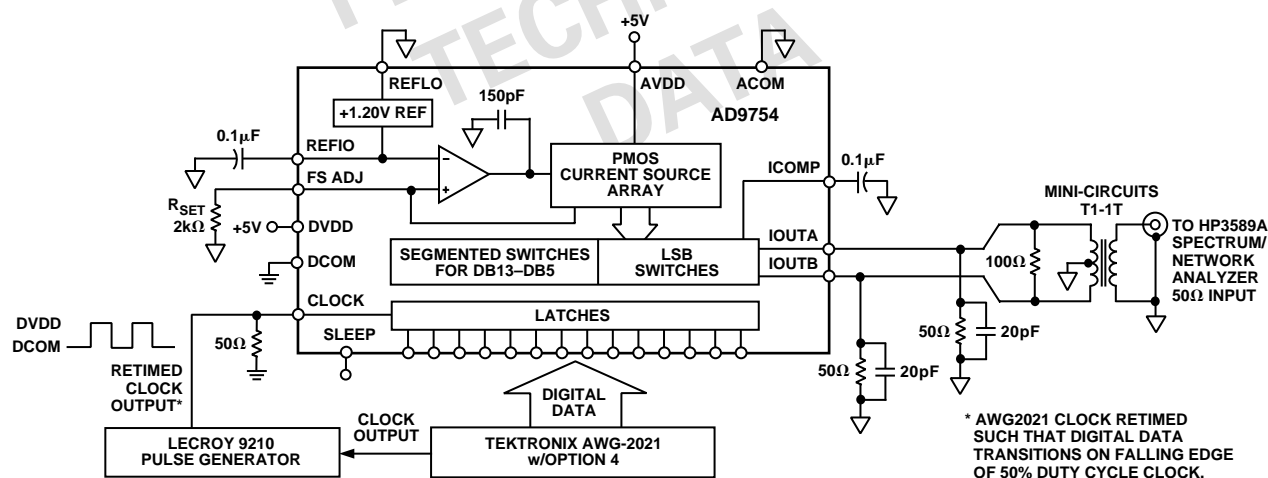 TECH
DATA
+5V
REFLO
AVDD
ACOM
+1.20V REF
150pF
AD9754
0.1μF
REFIO
FS ADJ
−
+
PMOS
CURRENT SOURCE
ARRAY
ICOMP
0.1μF
MINI-CIRCUITS
T1-1T
RSET
2kΩ
+5V
DVDD
DCOM
SEGMENTED SWITCHES
FOR DB13–DB5
LSB
SWITCHES
IOUTA
IOUTB
100Ω
TO HP3589A
SPECTRUM/
NETWORK
ANALYZER
50Ω INPUT
CLOCK
LATCHES
SLEEP
DVDD
DCOM
50Ω
50Ω
20pF
50Ω
20pF
RETIMED
CLOCK
OUTPUT*
DIGITAL
DATA
CLOCK
OUTPUT
LECROY 9210
PULSE GENERATOR
TEKTRONIX AWG-2021
w/OPTION 4
* AWG2021 CLOCK RETIMED
SUCH THAT DIGITAL DATA
TRANSITIONS ON FALLING EDGE
OF 50% DUTY CYCLE CLOCK.